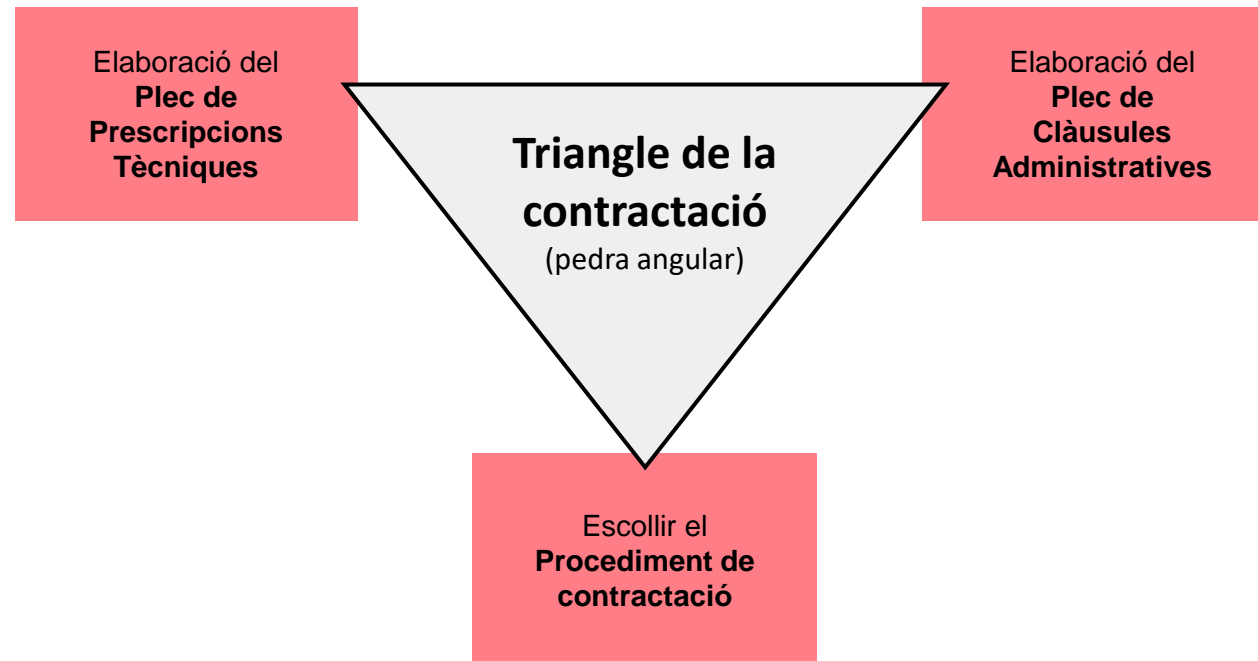 Elaboració del
Plec de
Prescripcions
Tècniques
Triangle de la
contractació
(pedra angular)
Elaboració del
Plec de
Clàusules
Administratives
Escollir el
Procediment de
contractació